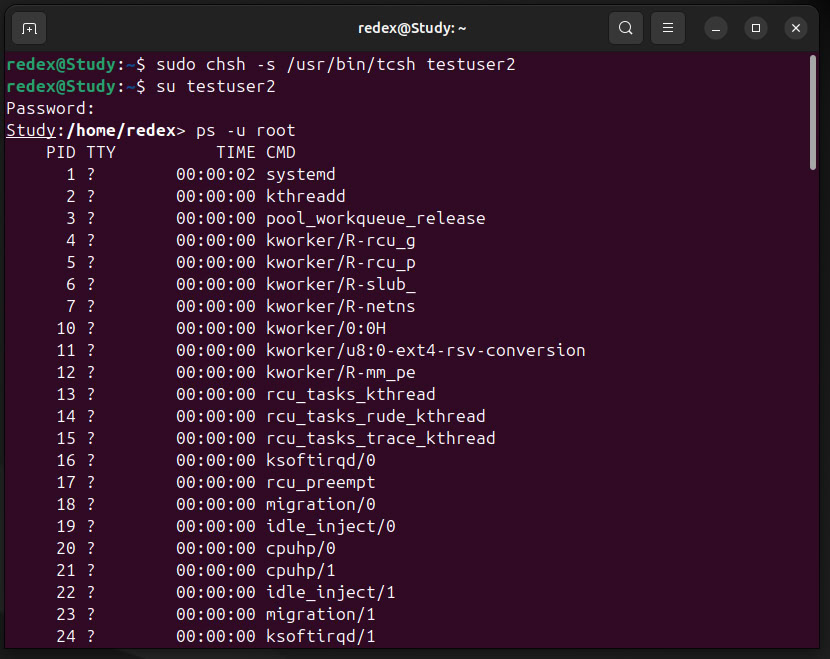 redex@Study: ~
redex@Study:~$ sudo chsh -s /usr/bin/tcsh testuser2
redex@Study:~$ su testuser2
Password:
Study:/home/redex> ps -u root
    PID TTY          TIME CMD
      1 ?        00:00:02 systemd
      2 ?        00:00:00 kthreadd
      3 ?        00:00:00 pool_workqueue_release
      4 ?        00:00:00 kworker/R-rcu_g
      5 ?        00:00:00 kworker/R-rcu_p
      6 ?        00:00:00 kworker/R-slub_
      7 ?        00:00:00 kworker/R-netns
     10 ?        00:00:00 kworker/0:0H
     11 ?        00:00:00 kworker/u8:0-ext4-rsv-conversion
     12 ?        00:00:00 kworker/R-mm_pe
     13 ?        00:00:00 rcu_tasks_kthread
     14 ?        00:00:00 rcu_tasks_rude_kthread
     15 ?        00:00:00 rcu_tasks_trace_kthread
     16 ?        00:00:00 ksoftirqd/0
     17 ?        00:00:00 rcu_preempt
     18 ?        00:00:00 migration/0
     19 ?        00:00:00 idle_inject/0
     20 ?        00:00:00 cpuhp/0
     21 ?        00:00:00 cpuhp/1
     22 ?        00:00:00 idle_inject/1
     23 ?        00:00:00 migration/1
     24 ?        00:00:00 ksoftirqd/1